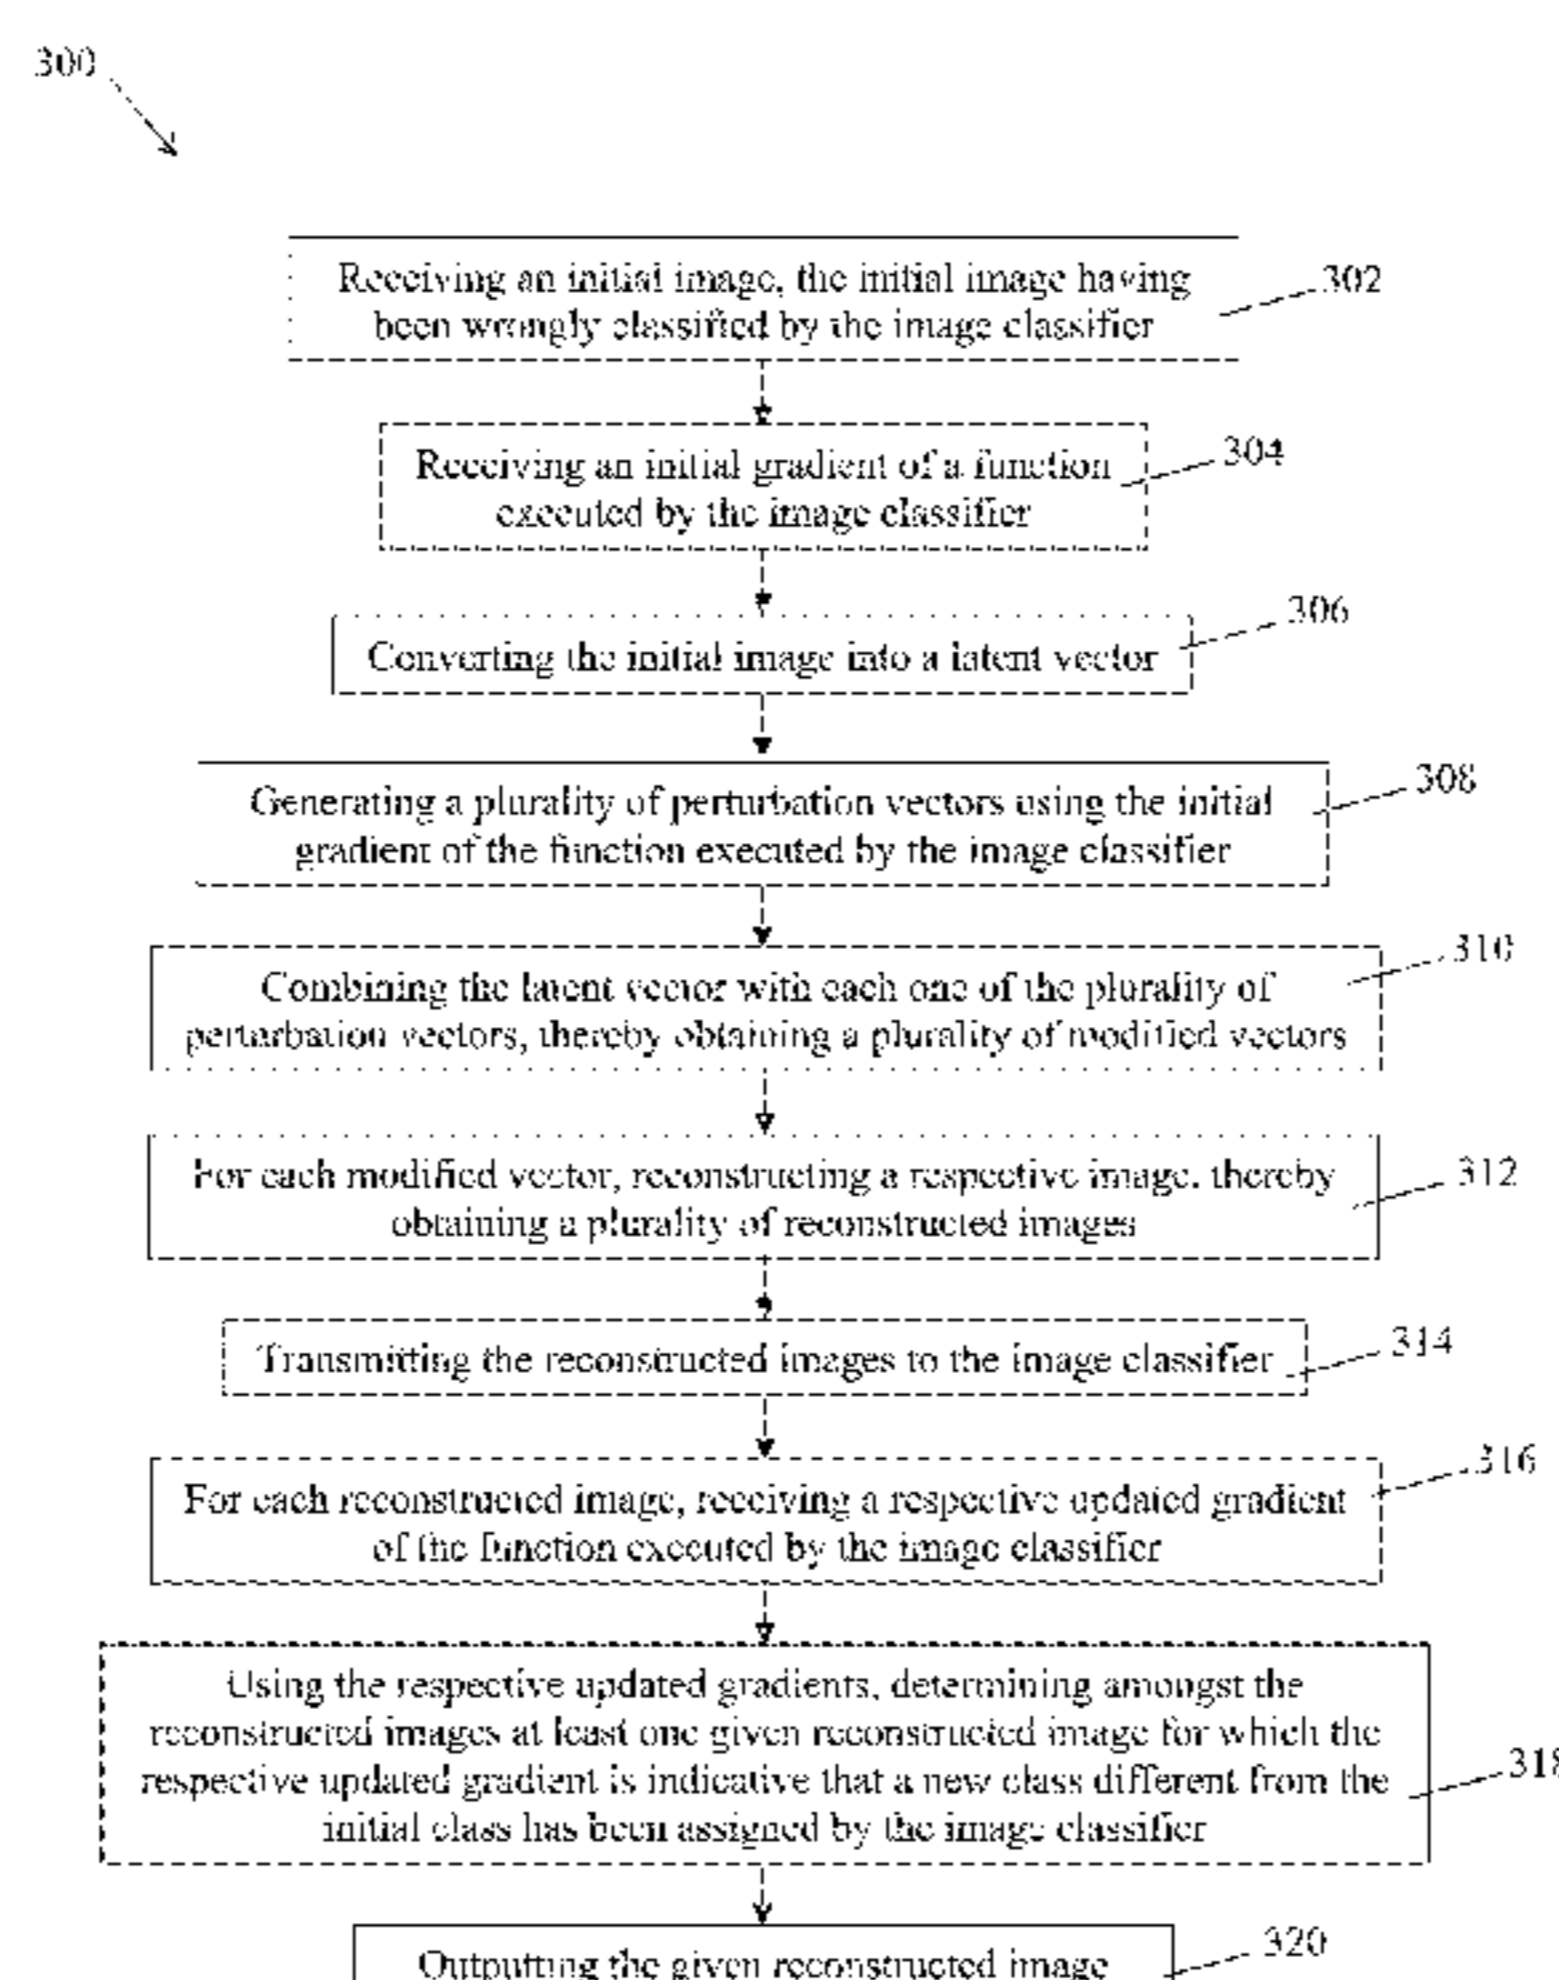 300
Receiving an initial image, the initial image having
been wrongly classified by the image classifier
302
Receiving an initial gradient of a function
executed by the image classifier
304
Converting the initial image into a latent vector
306
Generating a plurality of perturbation vectors using the initial
gradient of the function executed by the image classifier
308
Combining the latent vector with each one of the plurality of
perturbation vectors, thereby obtaining a plurality of modified vectors
310
For each modified vector, reconstructing a respective image, thereby
obtaining a plurality of reconstructed images
312
Transmitting the reconstructed images to the image classifier
314
For each reconstructed image, receiving a respective updated gradient
of the function executed by the image classifier
316
Using the respective updated gradients, determining amongst the
reconstructed images at least one given reconstructed image for which the
respective updated gradient is indicative that a new class different from the
initial class has been assigned by the image classifier
318
Outputting the given reconstructed image
320